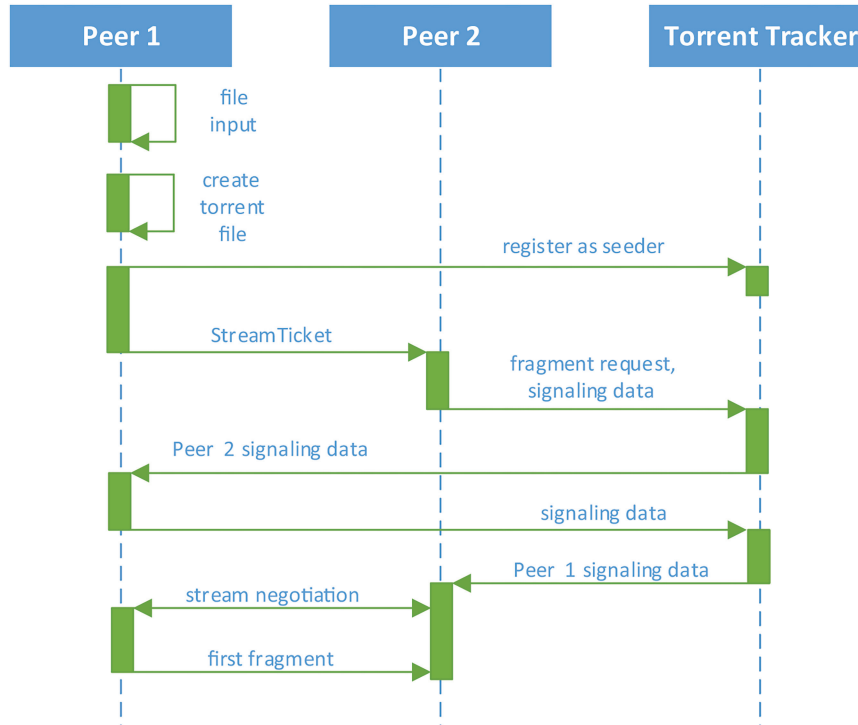 Peer 1
Peer 2
Torrent Tracker
file
input
create
torrent
file
register as seeder
StreamTicket
fragment request,
signaling data
Peer 2 signaling data
signaling data
Peer 1 signaling data
stream negotiation
first fragment